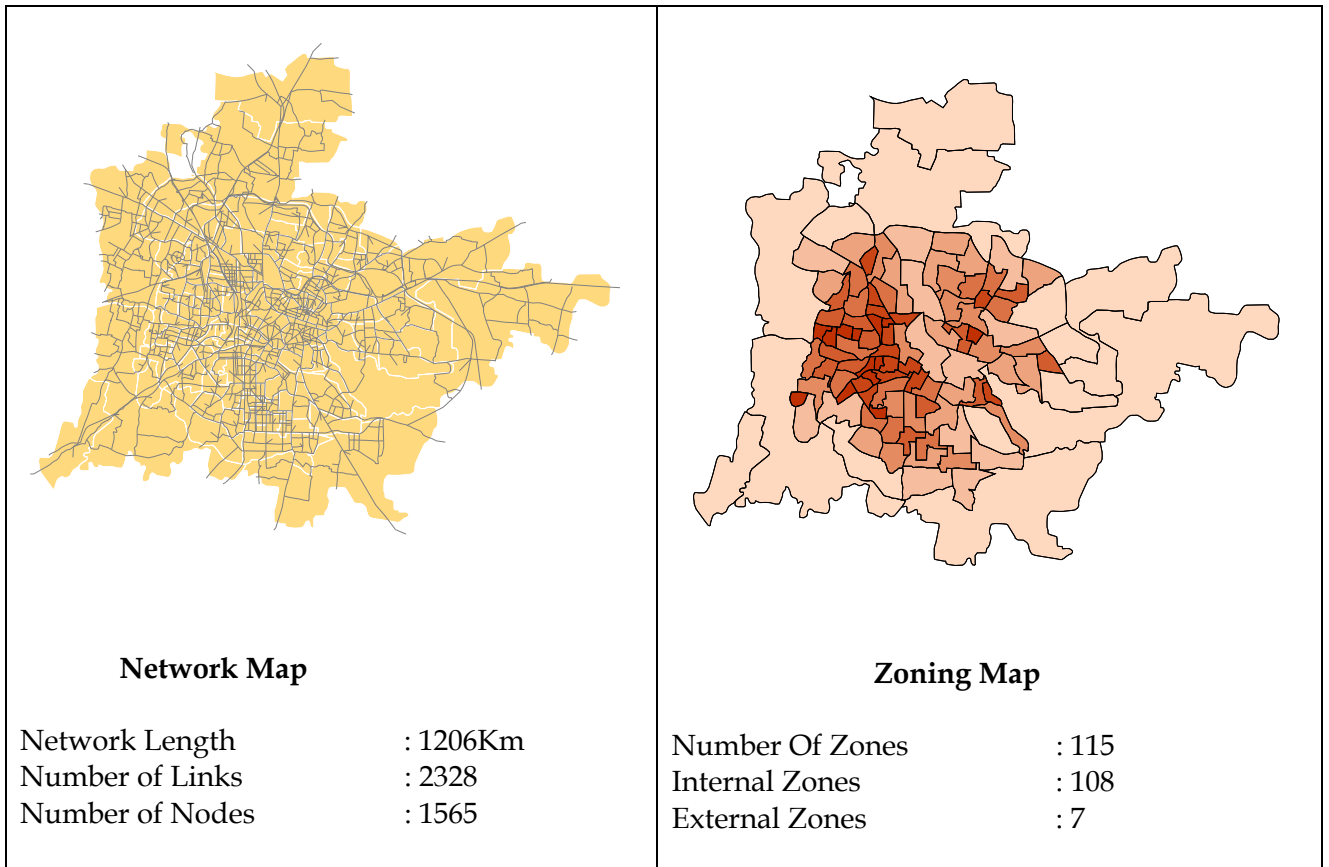 Network Map
Network Length : 1206Km
Number of Links : 2328
Number of Nodes : 1565
Zoning Map
Number Of Zones : 115
Internal Zones : 108
External Zones : 7